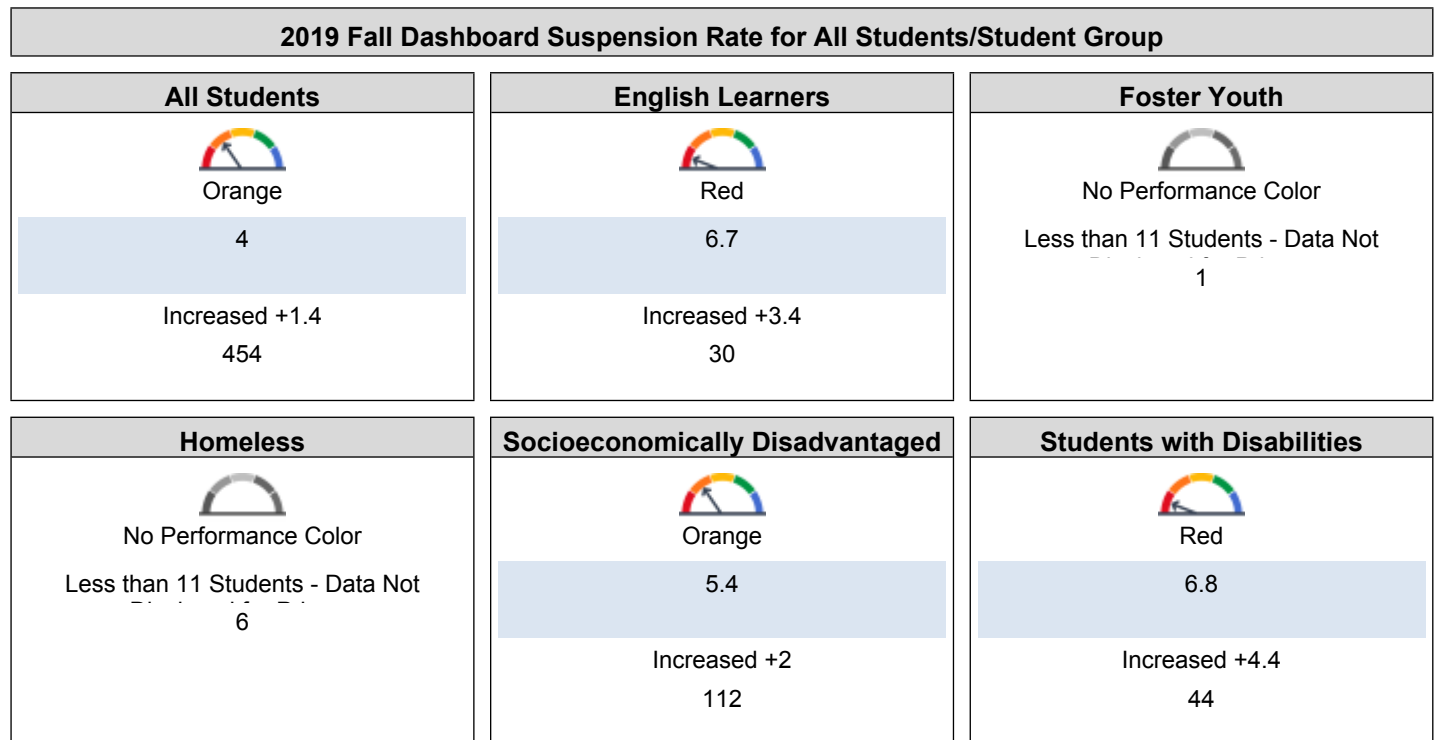 2019 Fall Dashboard Suspension Rate for All Students/Student Group
All Students
Orange
4
Increased +1.4
454
English Learners
Red
6.7
Increased +3.4
30
Foster Youth
No Performance Color
Less than 11 Students - Data Not
1
Homeless
No Performance Color
Less than 11 Students - Data Not
6
Socioeconomically Disadvantaged
Orange
5.4
Increased +2
112
Students with Disabilities
Red
6.8
Increased +4.4
44